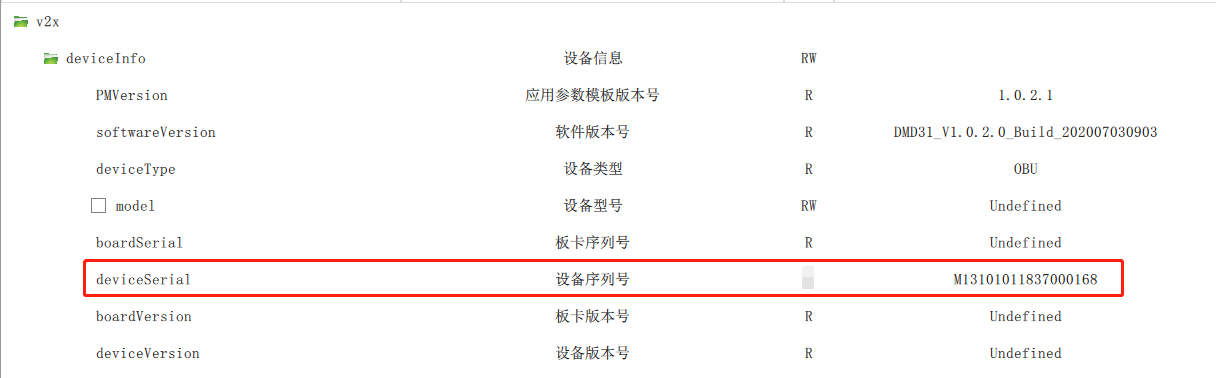 v2x
deviceInfo 设备信息 RW
PMVersion 应用参数模板版本号 R 1.0.2.1
softwareVersion 软件版本号 R DMD31_V1.0.2.0_Build_202007030903
deviceType 设备类型 R OBU
model 设备型号 RW Undefined
boardSerial 板卡序列号 R Undefined
deviceSerial 设备序列号 M13101011837000168
boardVersion 板卡版本号 R Undefined
deviceVersion 设备版本号 R Undefined